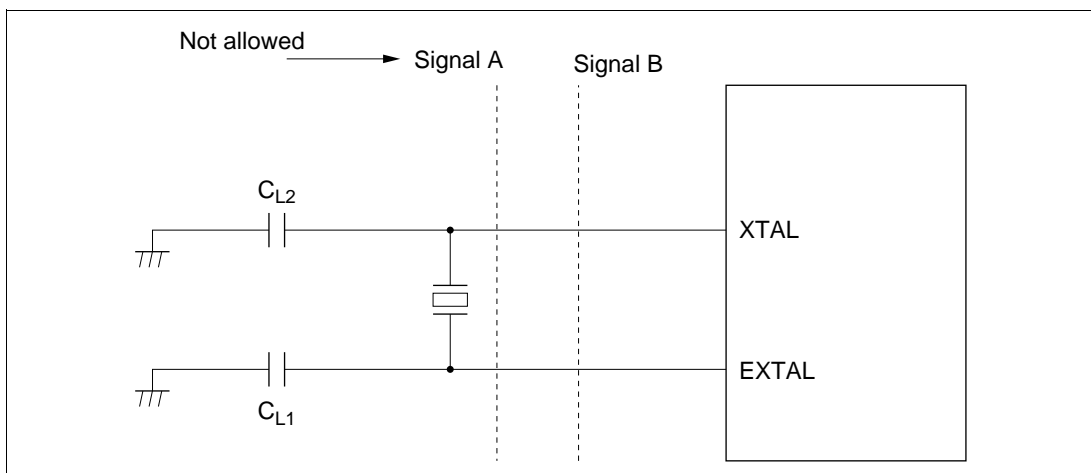 Not allowed
Signal A
Signal B
CL2
XTAL
EXTAL
CL1